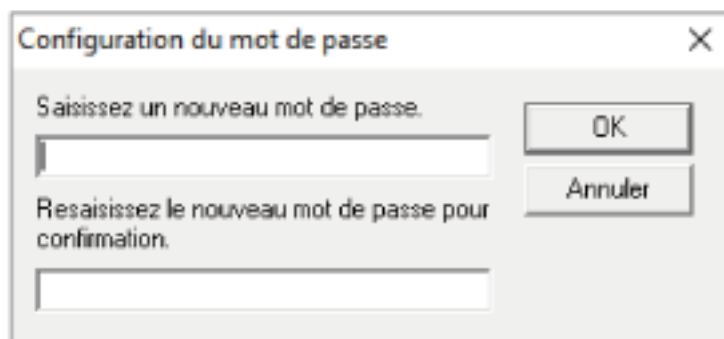 Configuration du mot de passe
Saisissez un nouveau mot de passe.
OK
Annuler
Resaisissez le nouveau mot de passe pour
confirmation.